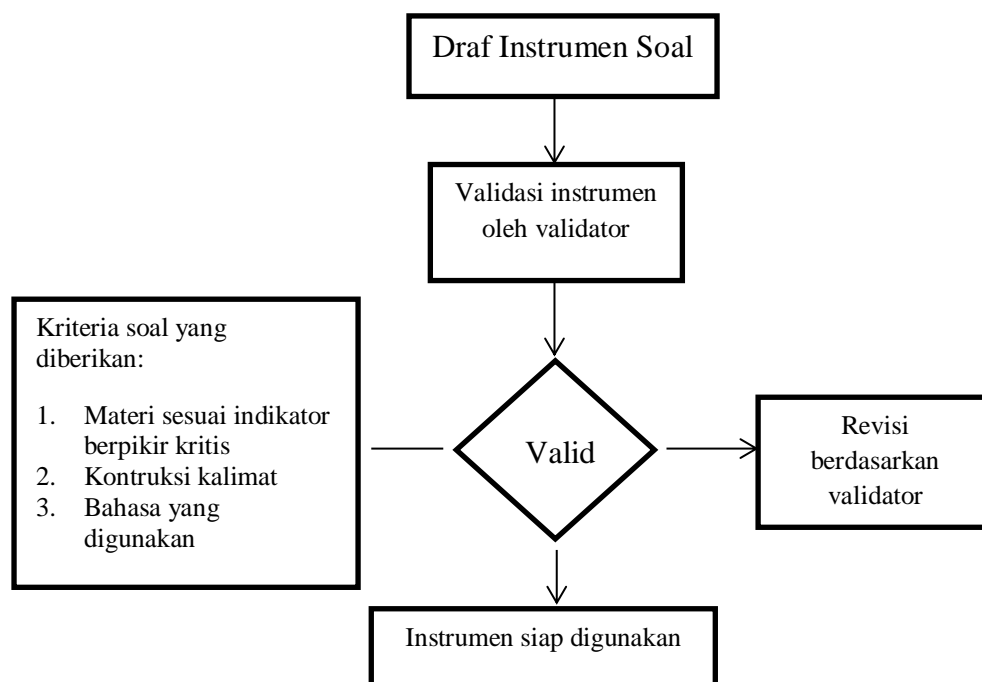 Draf Instrumen Soal
Validasi instrumen
oleh validator
Kriteria soal yang
diberikan:
1. Materi sesuai indikator
berpikir kritis
2. Kontruksi kalimat
3. Bahasa yang
digunakan
Valid
Revisi
berdasarkan
validator
Instrumen siap digunakan